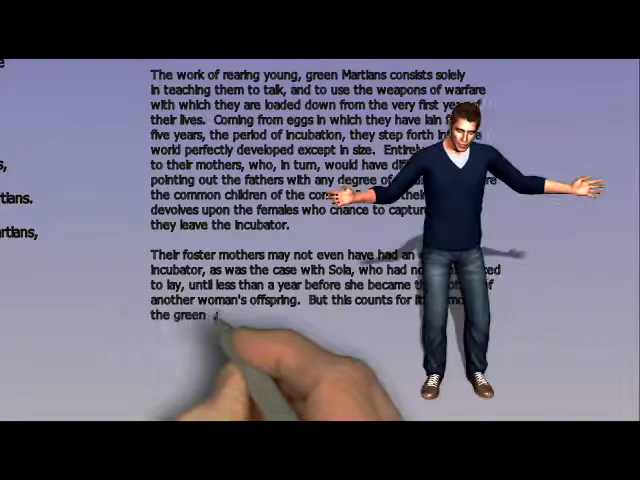 The work of rearing young, green Martians consists solely
in teaching them to talk, and to use the weapons of warfare
with which they are loaded down from the very first year of
their lives. Coming from eggs in which they have lain
five years, the period of incubation, they step forth
world perfectly developed except in size.
s, to their mothers, who, in turn, would have
pointing out the fathers with any degree of
tians. the common children of the
devolves upon the females who chance to
rtians, they leave the incubator.
Their foster mothers may not even have had an
incubator, as was the case with Sola, who had
to lay, until less than a year before she became
another woman's offspring. But this counts for
the green